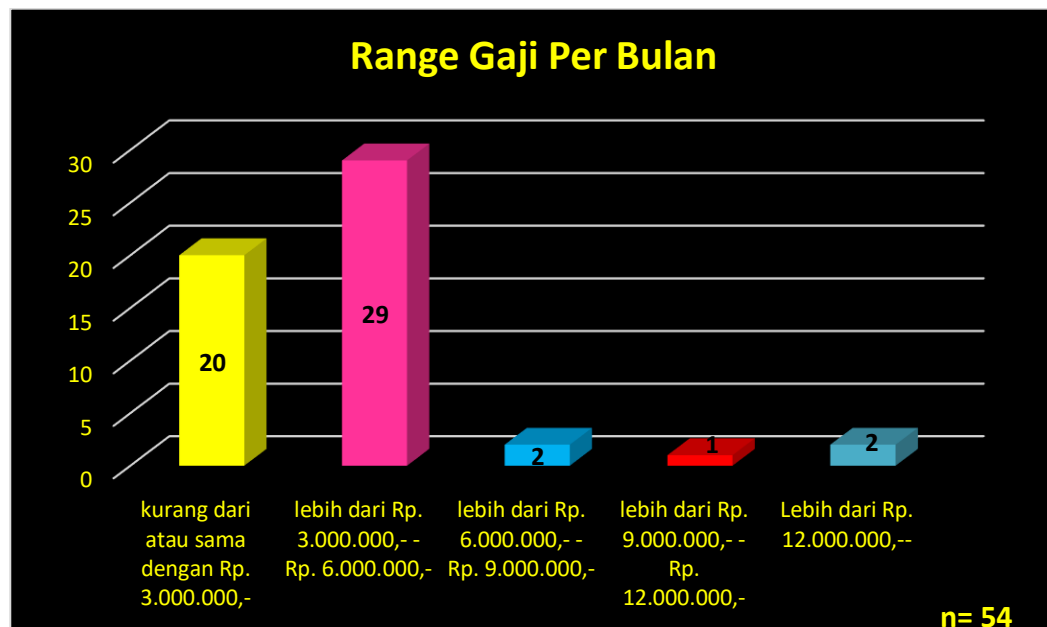 Range Gaji Per Bulan
30
25
20
15
10
5
0
20
29
2
1
2
kurang dari
atau sama
dengan Rp.
3.000.000,-
lebih dari Rp.
3.000.000,- -
Rp. 6.000.000,-
lebih dari Rp.
6.000.000,- -
Rp. 9.000.000,-
lebih dari Rp.
9.000.000,- -
Rp.
12.000.000,-
Lebih dari Rp.
12.000.000,--
n= 54